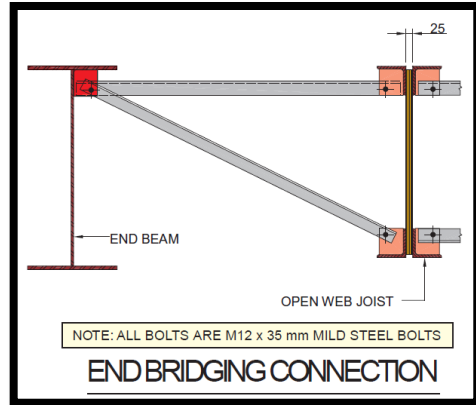 25
END BEAM
OPEN WEB JOIST
NOTE: ALL BOLTS ARE M12 x 35 mm MILD STEEL BOLTS
END BRIDGING CONNECTION